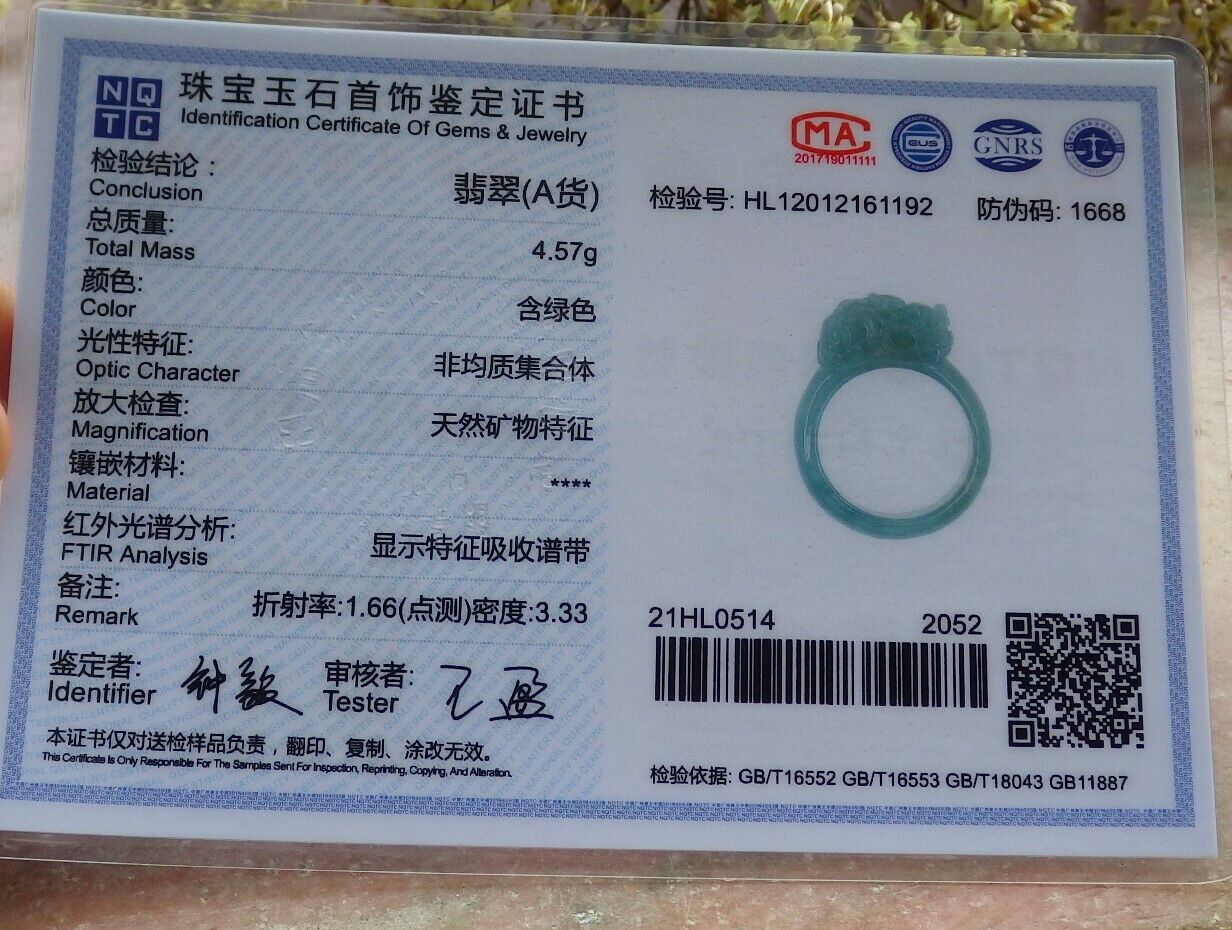 NQ
TC
珠宝玉石首饰鉴定证书
Identification Certificate Of Gems & Jewelry
检验结论：
Conclusion
翡翠(A货)
总质量:
Total Mass
4.57g
颜色:
Color
含绿色
光性特征:
Optic Character
非均质集合体
放大检查:
Magnification
天然矿物特征
镶嵌材料:
Material
****
红外光谱分析:
FTIR Analysis
显示特征吸收谱带
备注:
Remark
折射率:1.66(点测)密度:3.33
鉴定者:
Identifier
审核者:
Tester
本证书仅对送检样品负责，翻印、复制、涂改无效。
This Certificate Is Only Responsible For The Samples Sent For Inspection, Reprinting, Copying, And Alteration.
MA
201719011111
GNRS
检验号: HL12012161192 防伪码: 1668
21HL0514 2052
检验依据: GB/T16552 GB/T16553 GB/T18043 GB11887